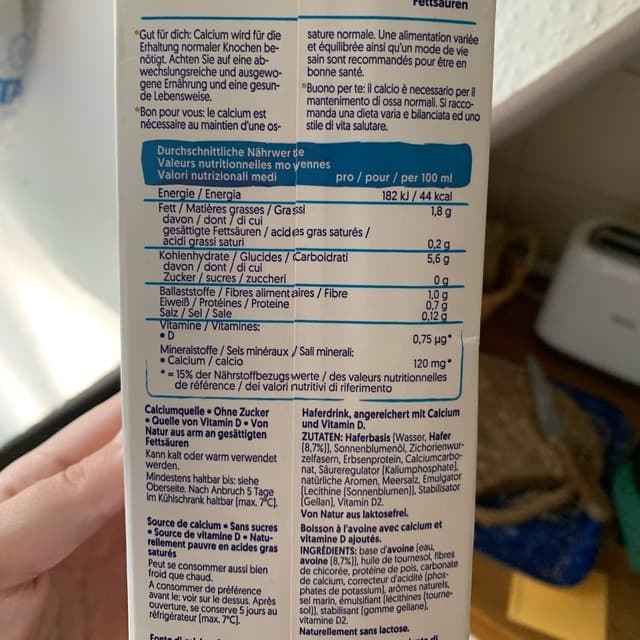 Fettsäuren
*Gut für dich: Calcium wird für die
Erhaltung normaler Knochen be-
nötigt. Achten Sie auf eine ab-
wechslungsreiche und ausgewo-
gene Ernährung und eine gesun-
de Lebensweise.
*Bon pour vous: le calcium est
nécessaire au maintien d'une os-
sature normale. Une alimentation variée
et équilibrée ainsi qu'un mode de vie
sain sont recommandés pour être en
bonne santé.
*Buono per te: il calcio è necessario per il
mantenimento di ossa normali. Si racco-
manda una dieta varia e bilanciata ed uno
stile di vita salutare.
Durchschnittliche Nährwerte
Valeurs nutritionnelles moyennes
Valori nutrizionali medi pro / pour / per 100 ml
Energie / Energia 182 kJ / 44 kcal
Fett / Matières grasses / Grassi 1,8 g
davon / dont / di cui
gesättigte Fettsäuren / acides gras saturés /
acidi grassi saturi 0,2 g
Kohlenhydrate / Glucides / Carboidrati 5,6 g
davon / dont / di cui
Zucker / sucres / zuccheri 0 g
Ballaststoffe / Fibres alimentaires / Fibre 1,0 g
Eiweiß / Protéines / Proteine 0,7 g
Salz / Sel / Sale 0,12 g
Vitamine / Vitamines:
• D 0,75 µg*
Mineralstoffe / Sels minéraux / Sali minerali:
• Calcium / calcio 120 mg*
* = 15% der Nährstoffbezugswerte / des valeurs nutritionnelles
de référence / dei valori nutritivi di riferimento
Calciumquelle • Ohne Zucker
• Quelle von Vitamin D • Von
Natur aus arm an gesättigten
Fettsäuren
Kann kalt oder warm verwendet
werden.
Mindestens haltbar bis: siehe
Oberseite. Nach Anbruch 5 Tage
im Kühlschrank haltbar (max. 7°C).
Source de calcium • Sans sucres
• Source de vitamine D • Natu-
rellement pauvre en acides gras
saturés
Peut se consommer aussi bien
froid que chaud.
A consommer de préférence
avant le: voir sur le dessus. Après
ouverture, se conserve 5 jours au
réfrigérateur (max. 7°C).
Haferdrink, angereichert mit Calcium
und Vitamin D.
ZUTATEN: Haferbasis (Wasser, Hafer
(8,7%)), Sonnenblumenöl, Zichorienwur-
zelfasern, Erbsenprotein, Calciumcarbo-
nat, Säureregulator (Kaliumphosphate),
natürliche Aromen, Meersalz, Emulgator
(Lecithine (Sonnenblumen)), Stabilisator
(Gellan), Vitamin D2.
Von Natur aus laktosefrei.
Boisson à l'avoine avec calcium et
vitamine D ajoutés.
INGRÉDIENTS: base d'avoine (eau,
avoine (8,7%)), huile de tournesol, fibres
de chicorée, protéine de pois, carbonate
de calcium, correcteur d'acidité (phos-
phates de potassium), arômes naturels,
sel marin, émulsifiant (lécithines (tourne-
sol)), stabilisant (gomme gellane),
vitamine D2.
Naturellement sans lactose.